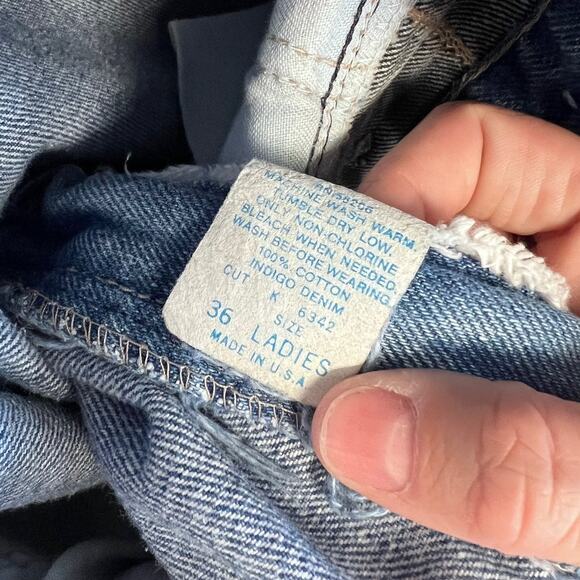 MACHINE WASH WARM
TUMBLE DRY LOW
ONLY NON-CHLORINE
BLEACH WHEN NEEDED
WASH BEFORE WEARING
100% COTTON
INDIGO DENIM
CUT K 6342
SIZE
36 LADIES
MADE IN U.S.A.